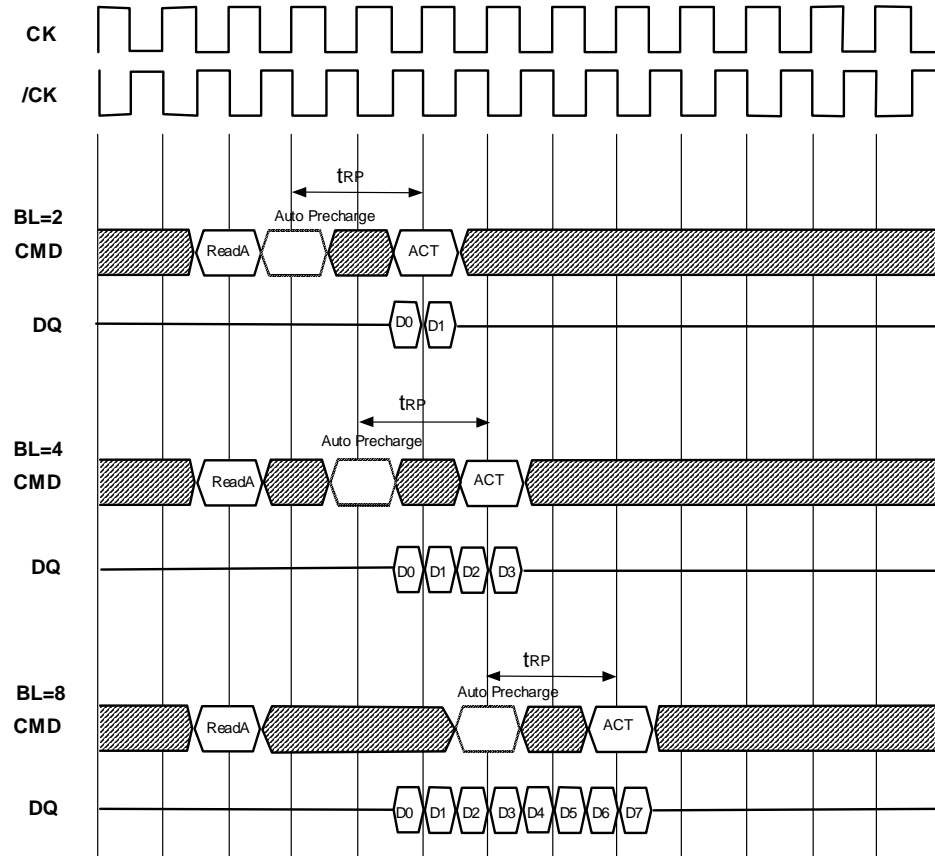 CK
/CK
tRP
BL=2
Auto Precharge
CMD
ReadA
ACT
DQ
D0
D1
tRP
BL=4
Auto Precharge
CMD
ReadA
ACT
DQ
D0
D1
D2
D3
tRP
BL=8
Auto Precharge
CMD
ReadA
ACT
DQ
D0
D1
D2
D3
D4
D5
D6
D7